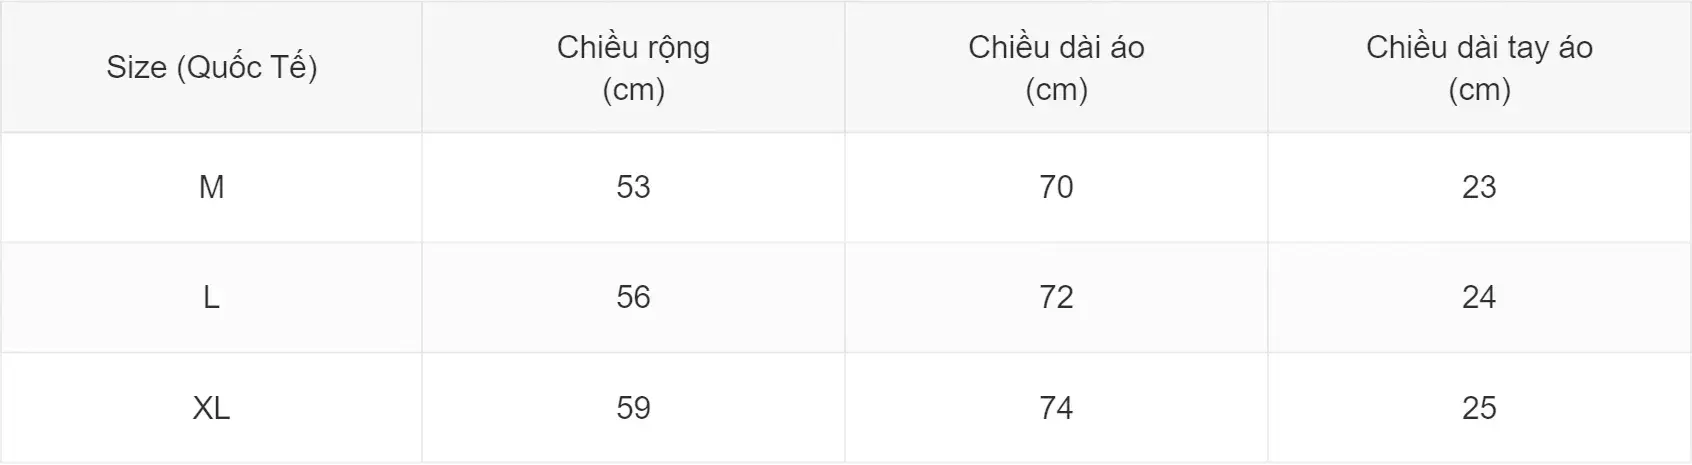 Size (Quốc Tế)
Chiều rộng
(cm)
Chiều dài áo
(cm)
Chiều dài tay áo
(cm)
M 53 70 23
L 56 72 24
XL 59 74 25